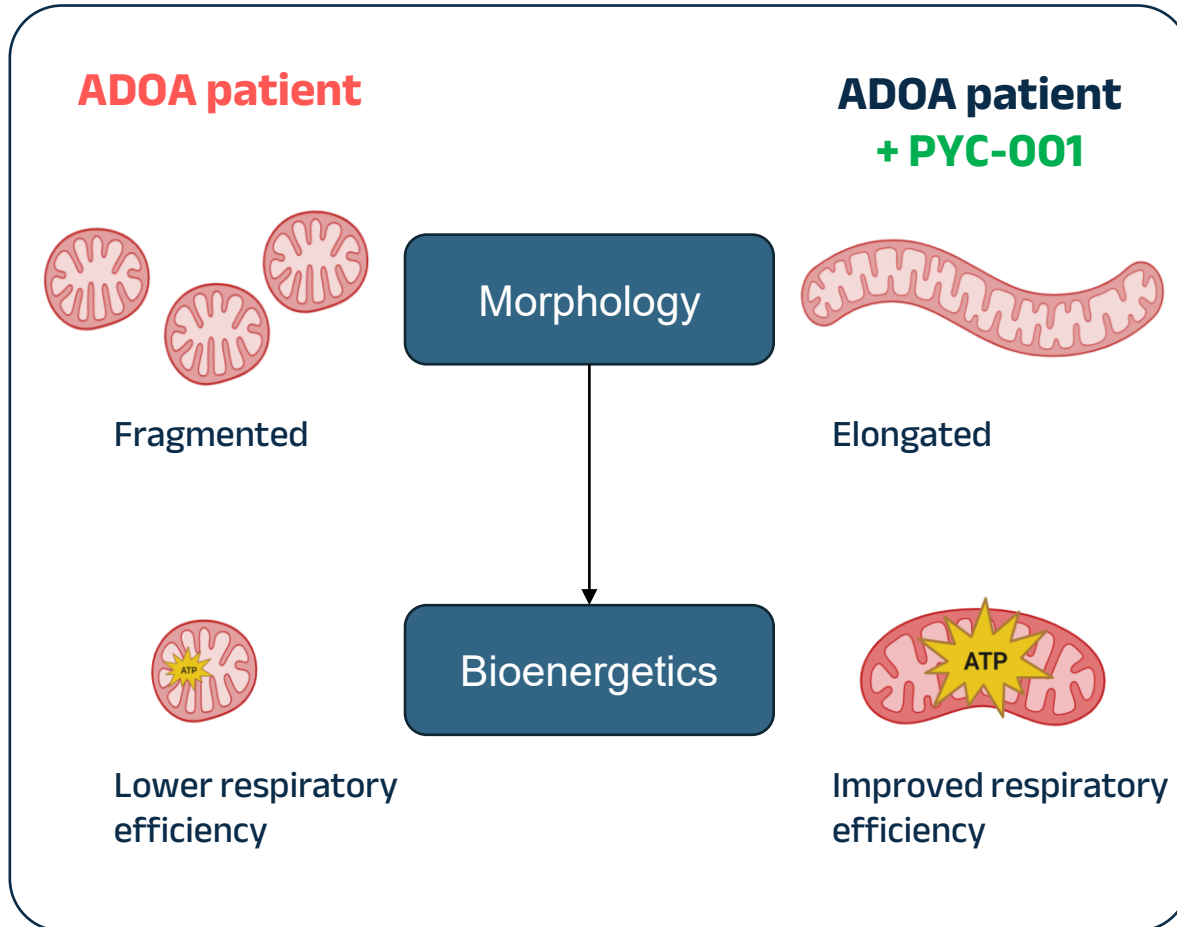 ADOA patient
ADOA patient
+ PYC-001
Morphology
Fragmented
Elongated
ATP
Bioenergetics
ATP
Lower respiratory
efficiency
Improved respiratory
efficiency